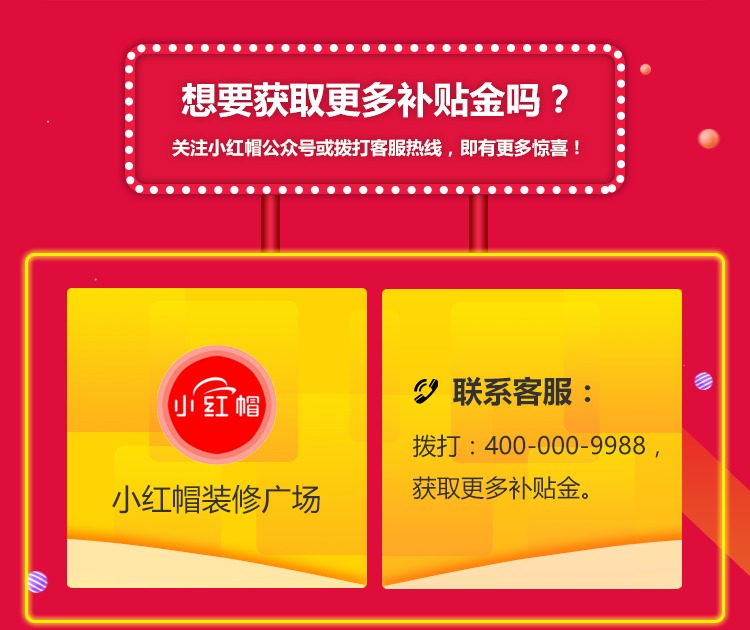 想要获取更多补贴金吗？
关注小红帽公众号或拨打客服热线，即有更多惊喜！
小红帽
小红帽装修广场
联系客服：
拨打：400-000-9988，
获取更多补贴金。